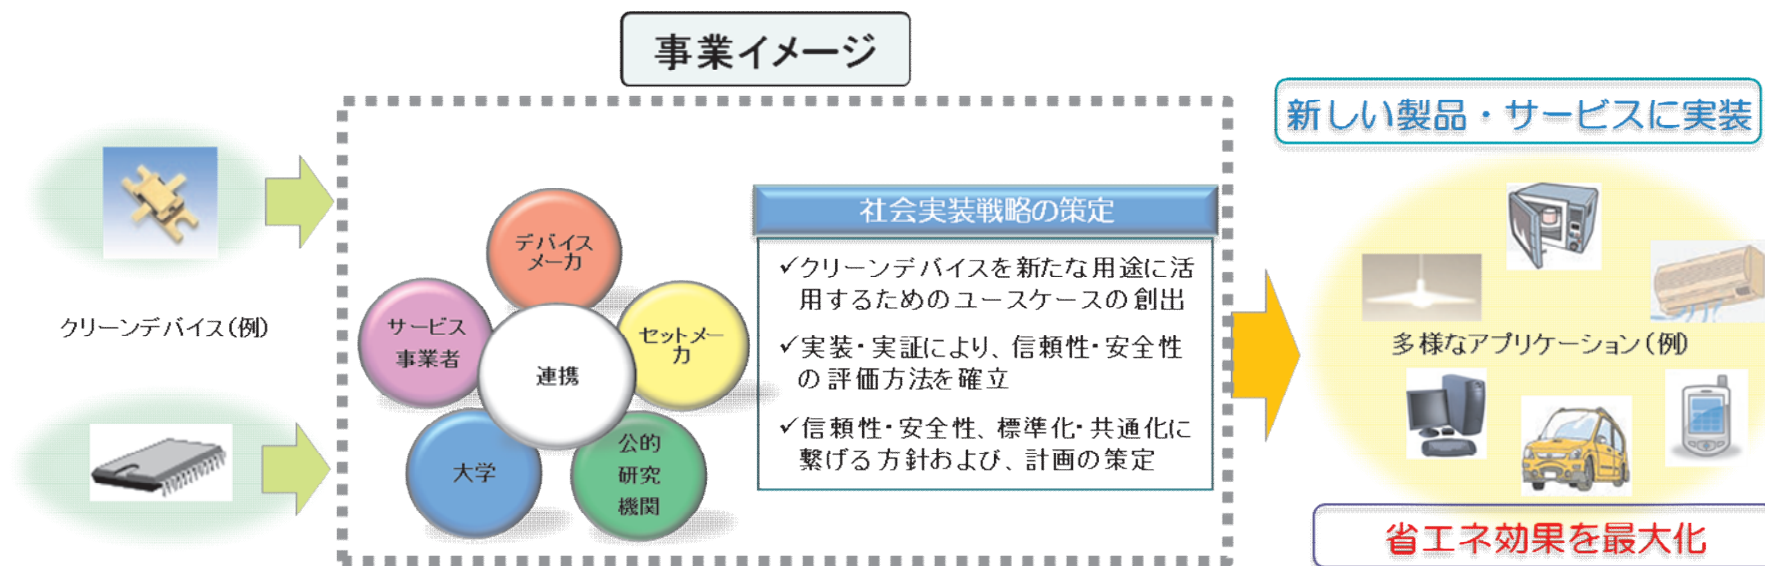 事業イメージ
クリーンデバイス(例)
デバイス
メーカ
サービス
事業者
セットメー
カ
連携
大学
公的
研究
機関
社会実装戦略の策定
✓クリーンデバイスを新たな用途に活
用するためのユースケースの創出
✓実装・実証により、信頼性・安全性
の評価方法を確立
✓信頼性・安全性、標準化・共通化に
繋げる方針および、計画の策定
新しい製品・サービスに実装
多様なアプリケーション(例)
省エネ効果を最大化